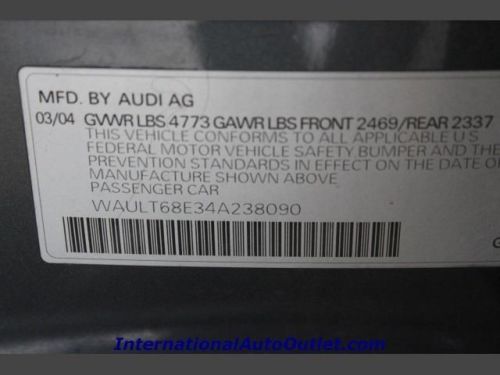 MFD. BY AUDI AG
03/04 GVWR LBS 4773 GAWR LBS FRONT 2469/REAR 2337
THIS VEHICLE CONFORMS TO ALL APPLICABLE U S
FEDERAL MOTOR VEHICLE SAFETY BUMPER AND THE
PREVENTION STANDARDS IN EFFECT ON THE DATE O
MANUFACTURE SHOWN ABOVE
PASSENGER CAR
WAULT68E34A238090
InternationalAutoOutlet.com